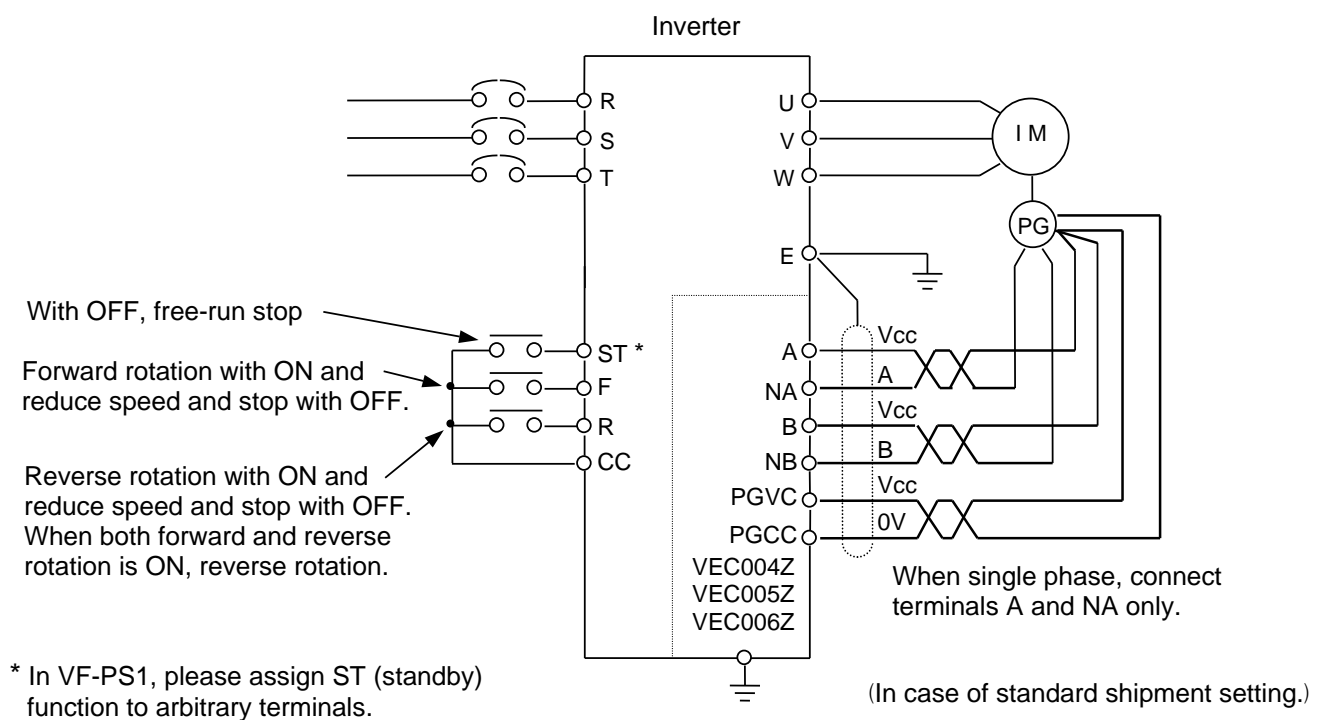 Inverter
R
S
T
U
V
W
I M
PG
E
With OFF, free-run stop
Forward rotation with ON and
reduce speed and stop with OFF.
Reverse rotation with ON and
reduce speed and stop with OFF.
When both forward and reverse
rotation is ON, reverse rotation.
ST *
F
R
CC
A
NA
B
NB
PGVC
PGCC
VEC004Z
VEC005Z
VEC006Z
Vcc
A
Vcc
B
Vcc
0V
When single phase, connect
terminals A and NA only.
* In VF-PS1, please assign ST (standby)
function to arbitrary terminals.
(In case of standard shipment setting.)